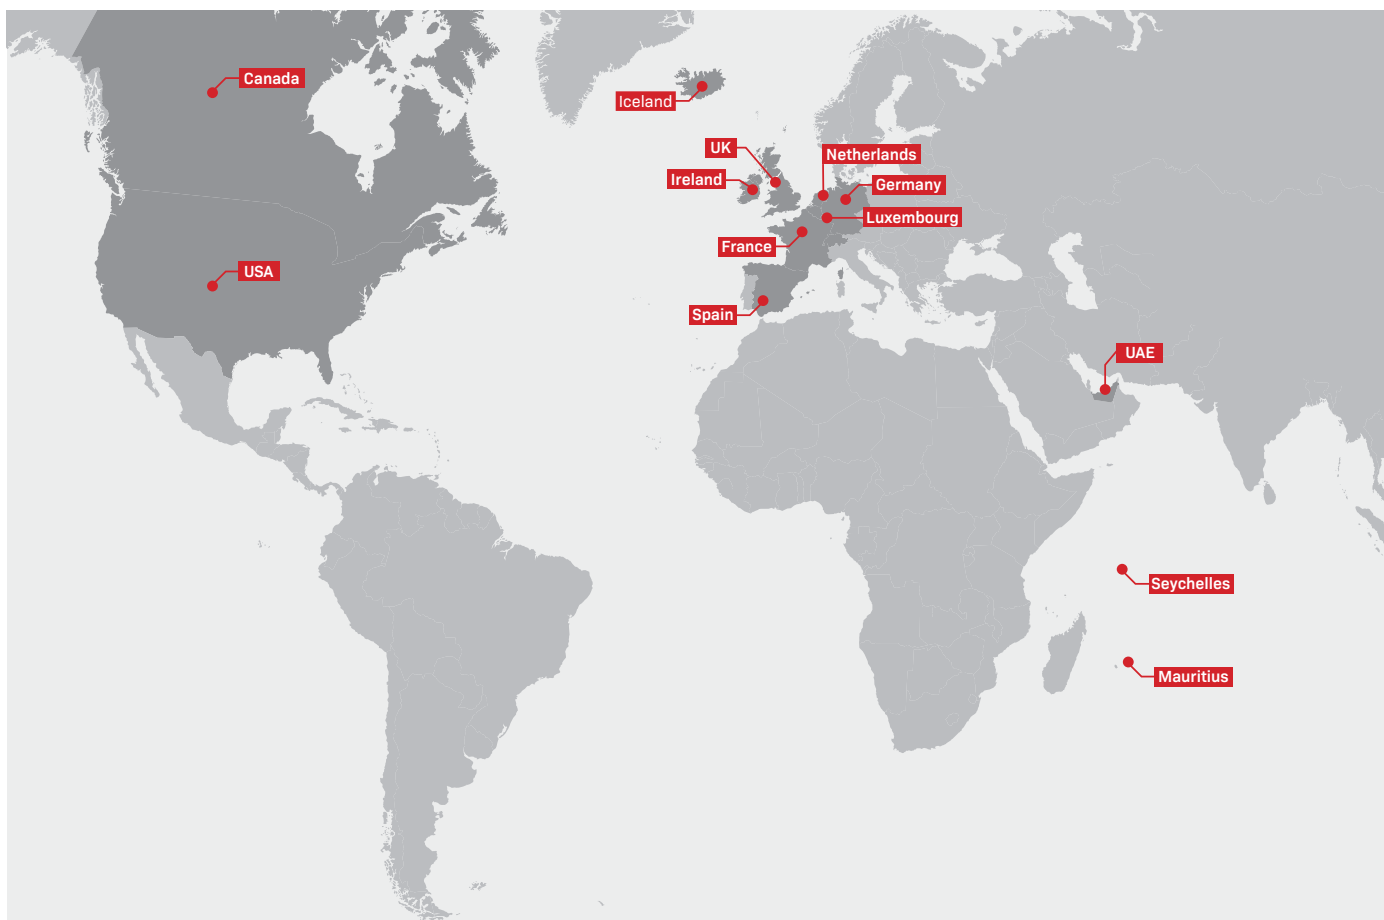 Canada
Iceland
UK
Netherlands
Ireland
Germany
Luxembourg
France
USA
Spain
UAE
Seychelles
Mauritius